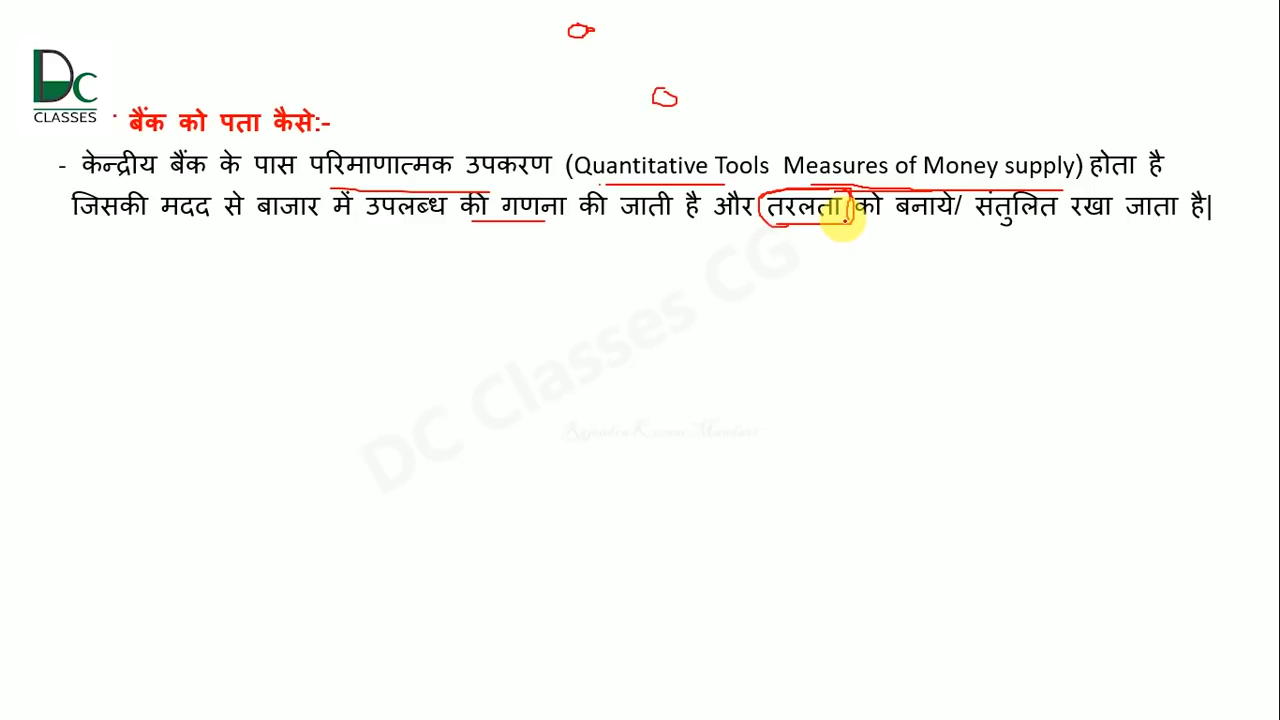 DC
CLASSES
बैंक को पता कैसे:-
- केन्द्रीय बैंक के पास परिमाणात्मक उपकरण (Quantitative Tools Measures of Money supply) होता है
जिसकी मदद से बाजार में उपलब्ध की गणना की जाती है और तरलता को बनाये/ संतुलित रखा जाता है|
DC Classes CG